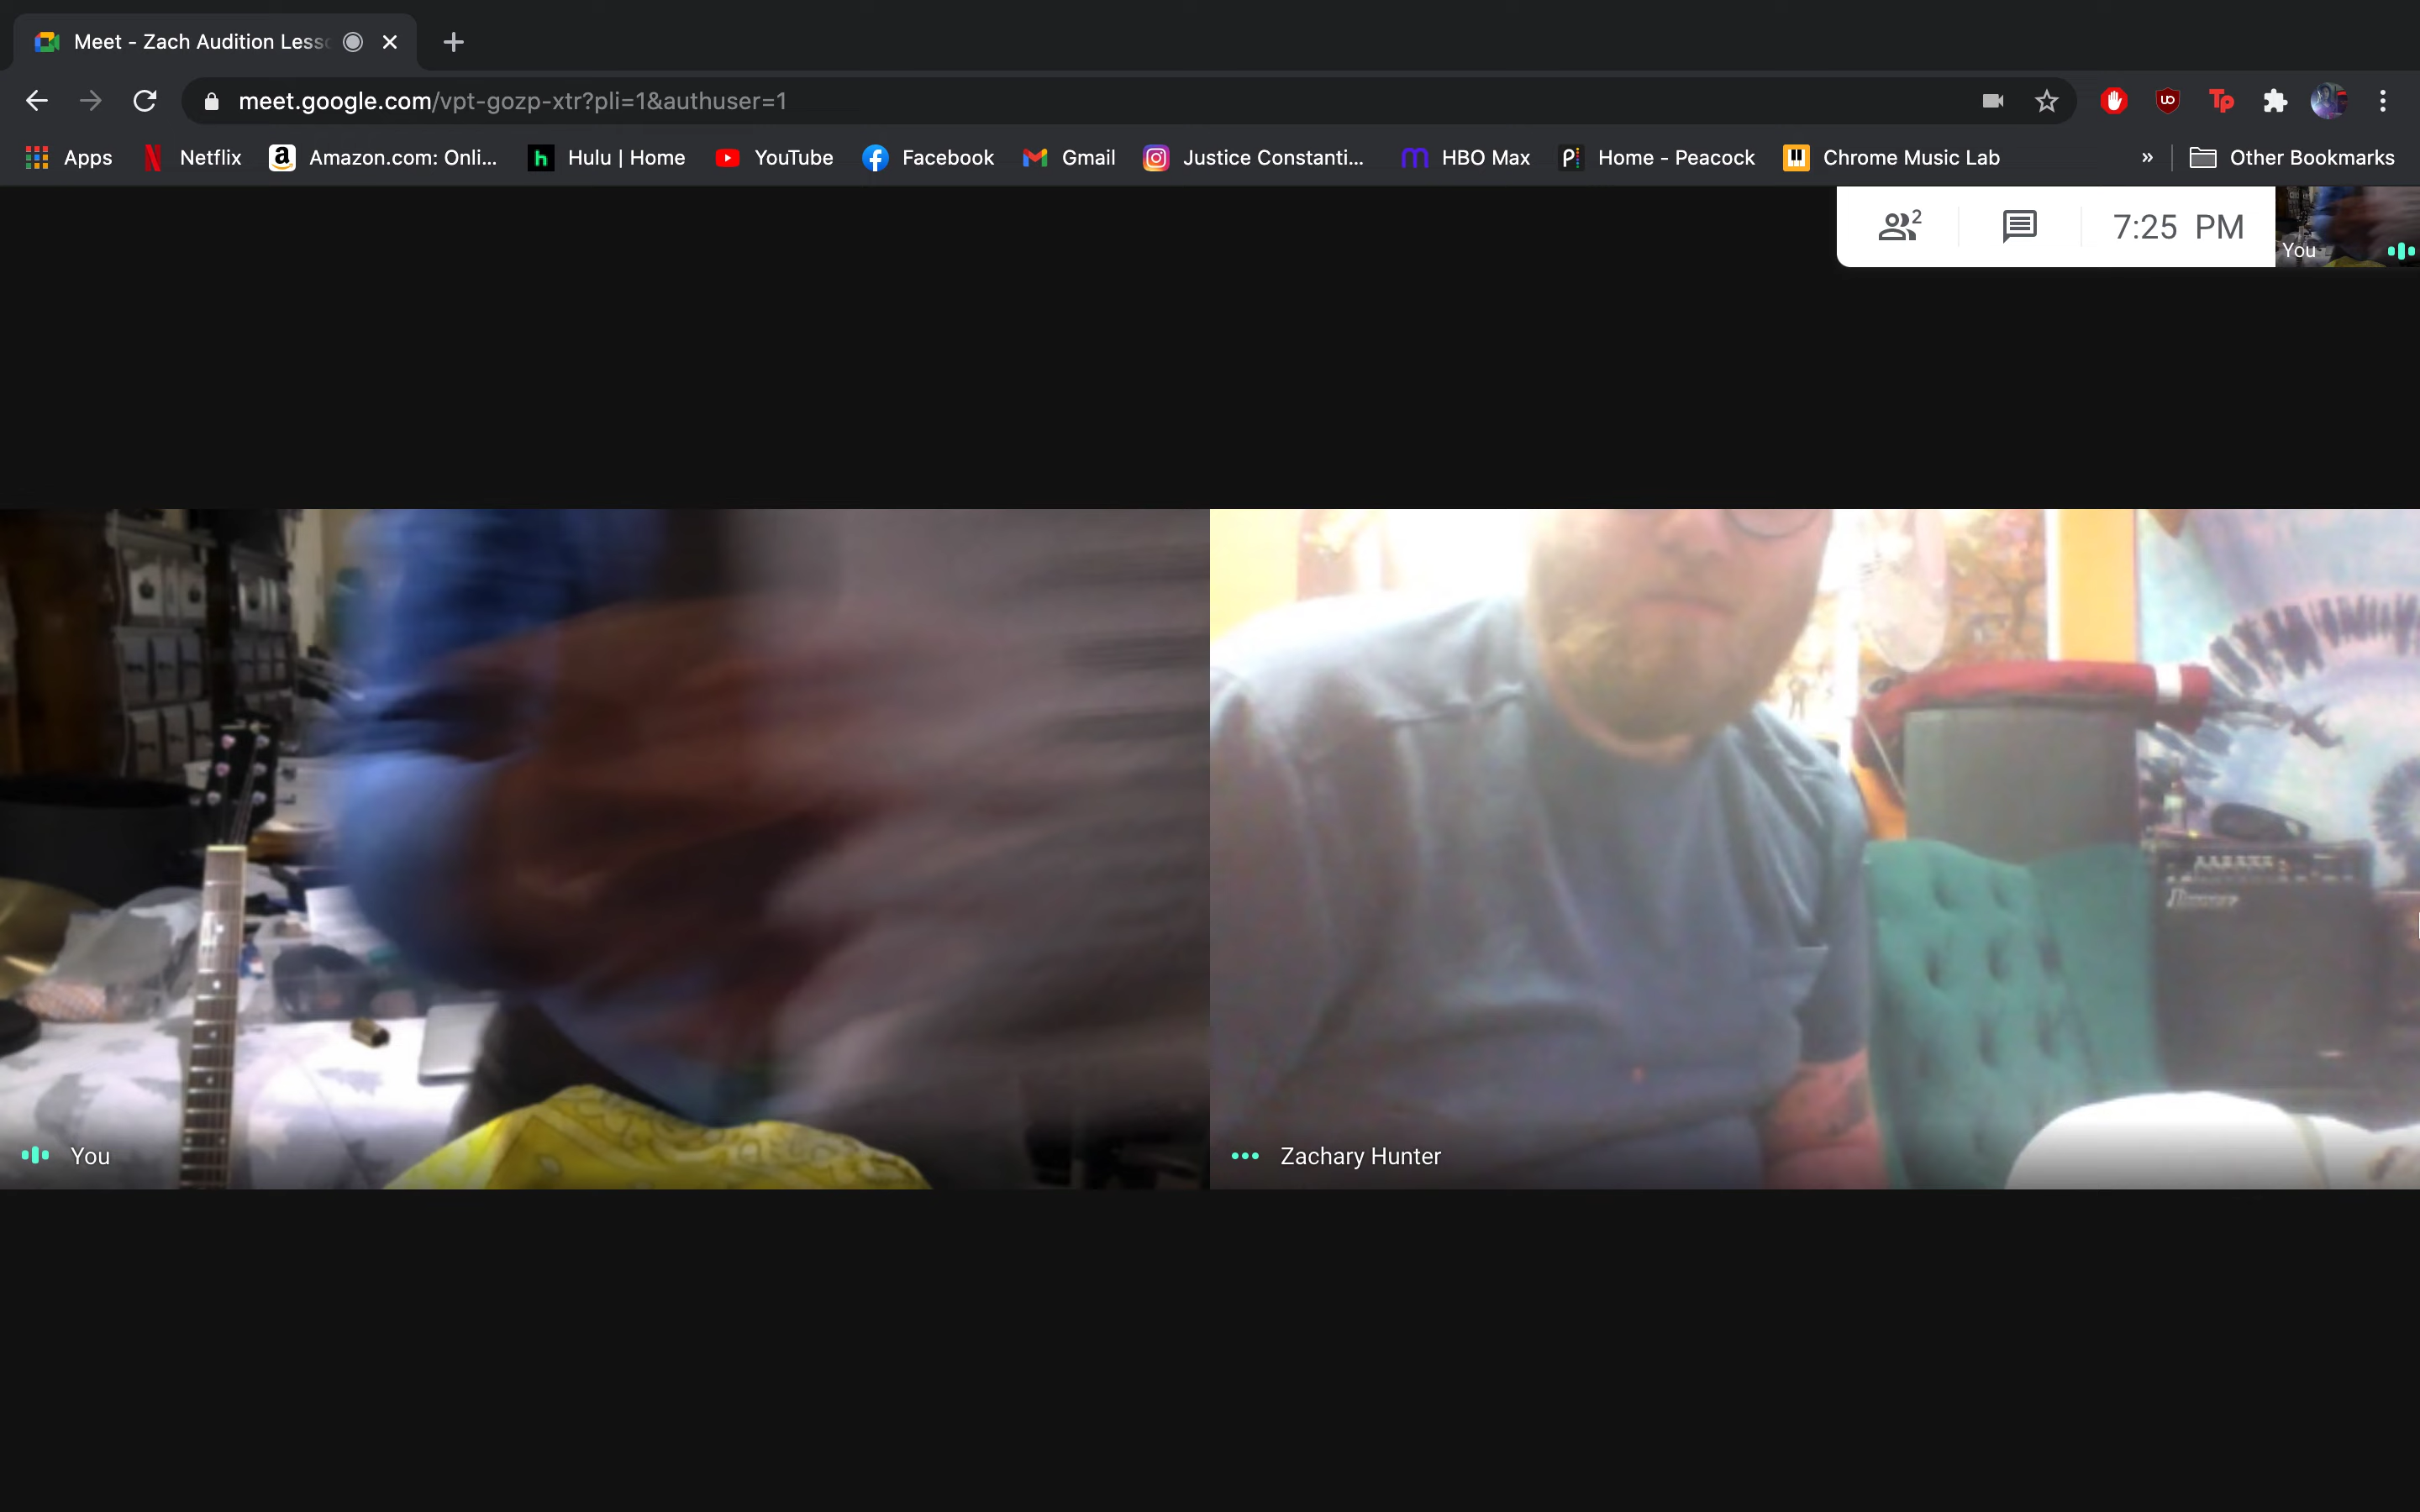 Meet - Zach Audition Less
meet.google.com/vpt-gozp-xtr?pli=1&authuser=1
Apps Netflix Amazon.com: Onli... Hulu | Home YouTube Facebook Gmail Justice Constanti... HBO Max Home - Peacock Chrome Music Lab » Other Bookmarks
2 7:25 PM You
You Zachary Hunter